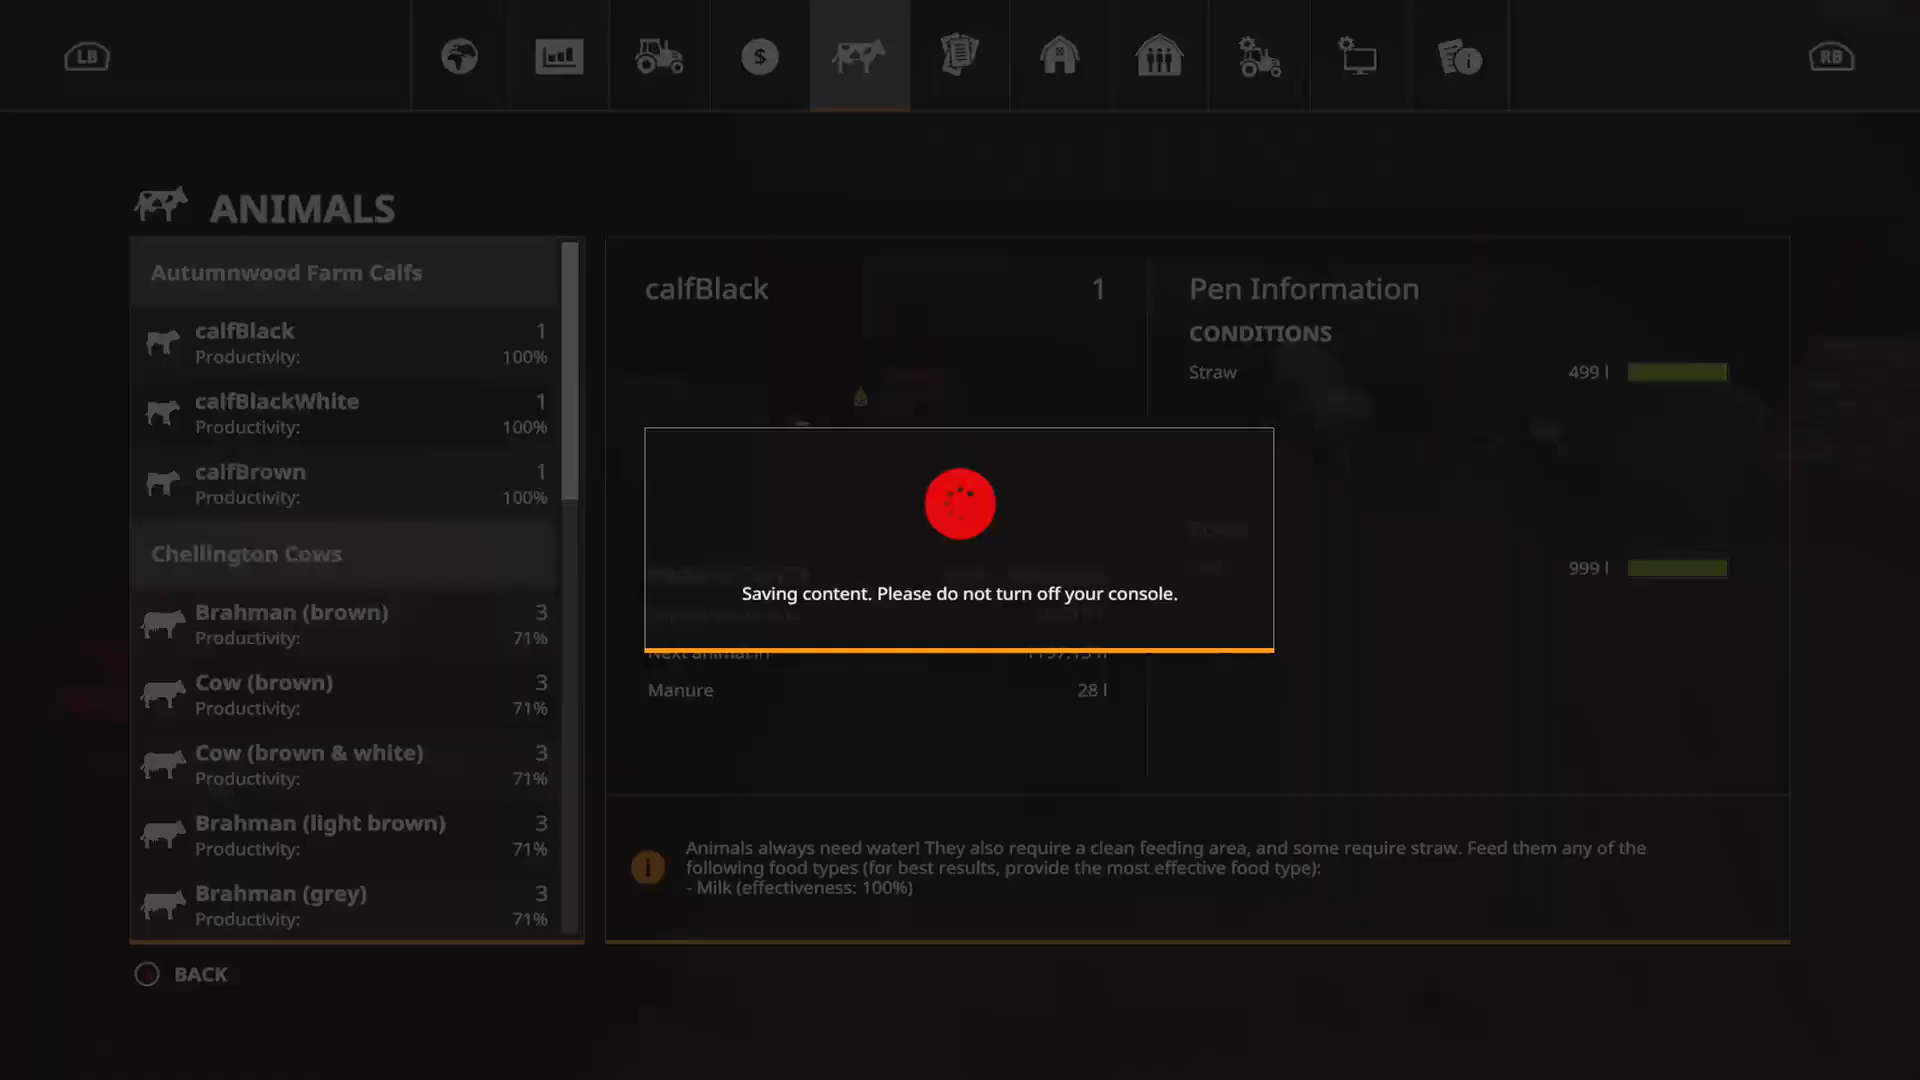 LB
RB
ANIMALS
Autumnwood Farm Calfs
calfBlack 1
Productivity: 100%
calfBlackWhite 1
Productivity: 100%
calfBrown 1
Productivity: 100%
Chellington Cows
Brahman (brown) 3
Productivity: 71%
Cow (brown) 3
Productivity: 71%
Cow (brown & white) 3
Productivity: 71%
Brahman (light brown) 3
Productivity: 71%
Brahman (grey) 3
Productivity: 71%
calfBlack 1
Next animal in
Manure 28 l
Pen Information
CONDITIONS
Straw 499 l
999 l
Saving content. Please do not turn off your console.
Animals always need water! They also require a clean feeding area, and some require straw. Feed them any of the
following food types (for best results, provide the most effective food type):
- Milk (effectiveness: 100%)
BACK